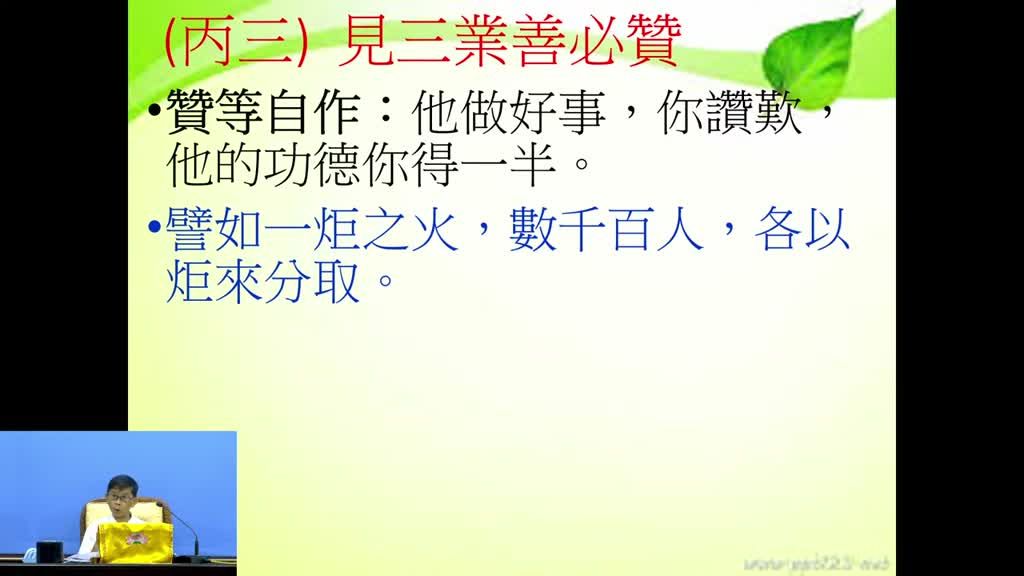 (丙三) 見三業善必贊
•贊等自作：他做好事，你讚歎，
他的功德你得一半。
•譬如一炬之火，數千百人，各以
炬來分取。